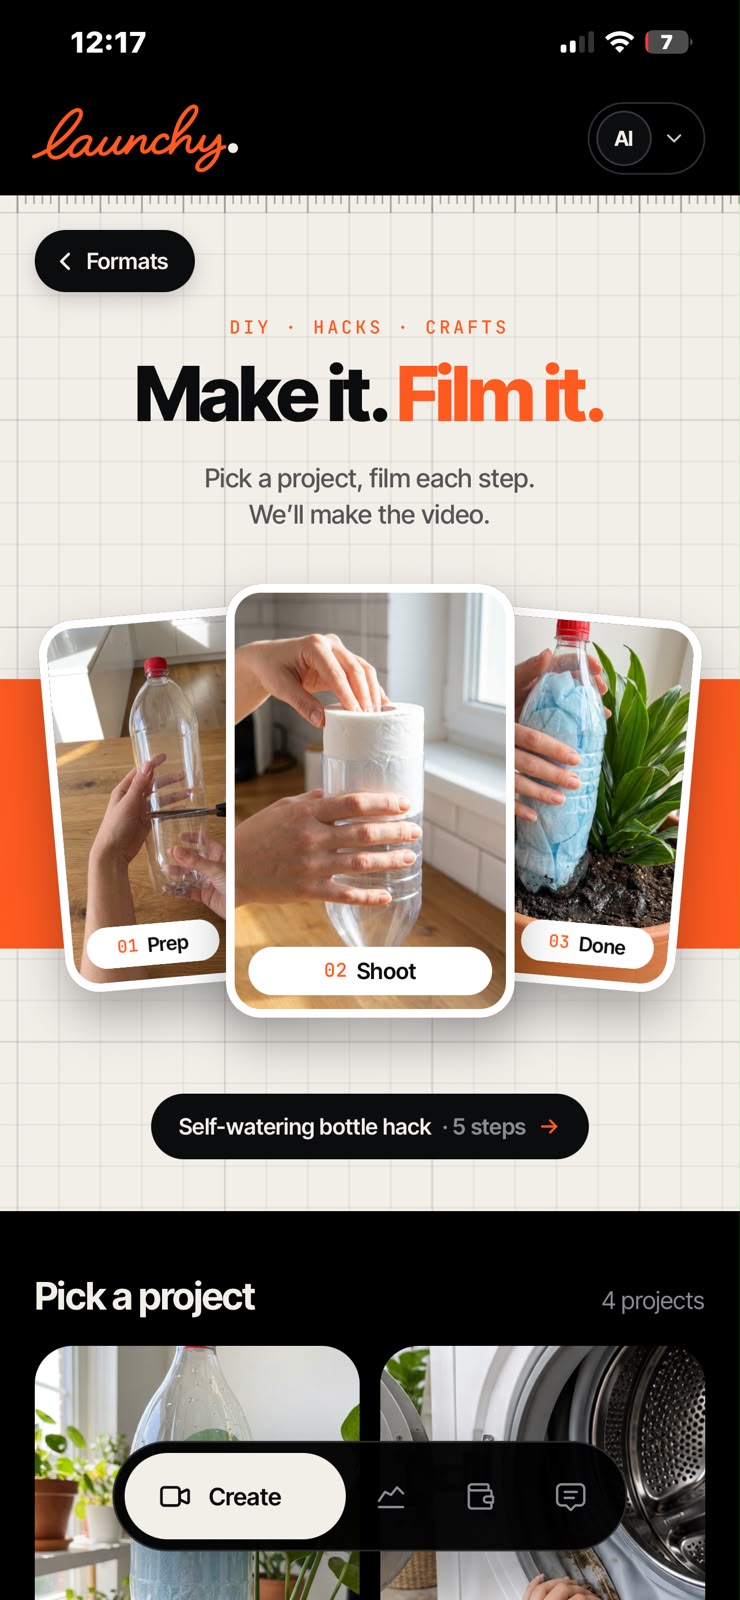 12:17
7
launchy.
AI
Formats
DIY · HACKS · CRAFTS
Make it. Film it.
Pick a project, film each step.
We’ll make the video.
01 Prep
02 Shoot
03 Done
Self-watering bottle hack · 5 steps →
Pick a project
4 projects
Create